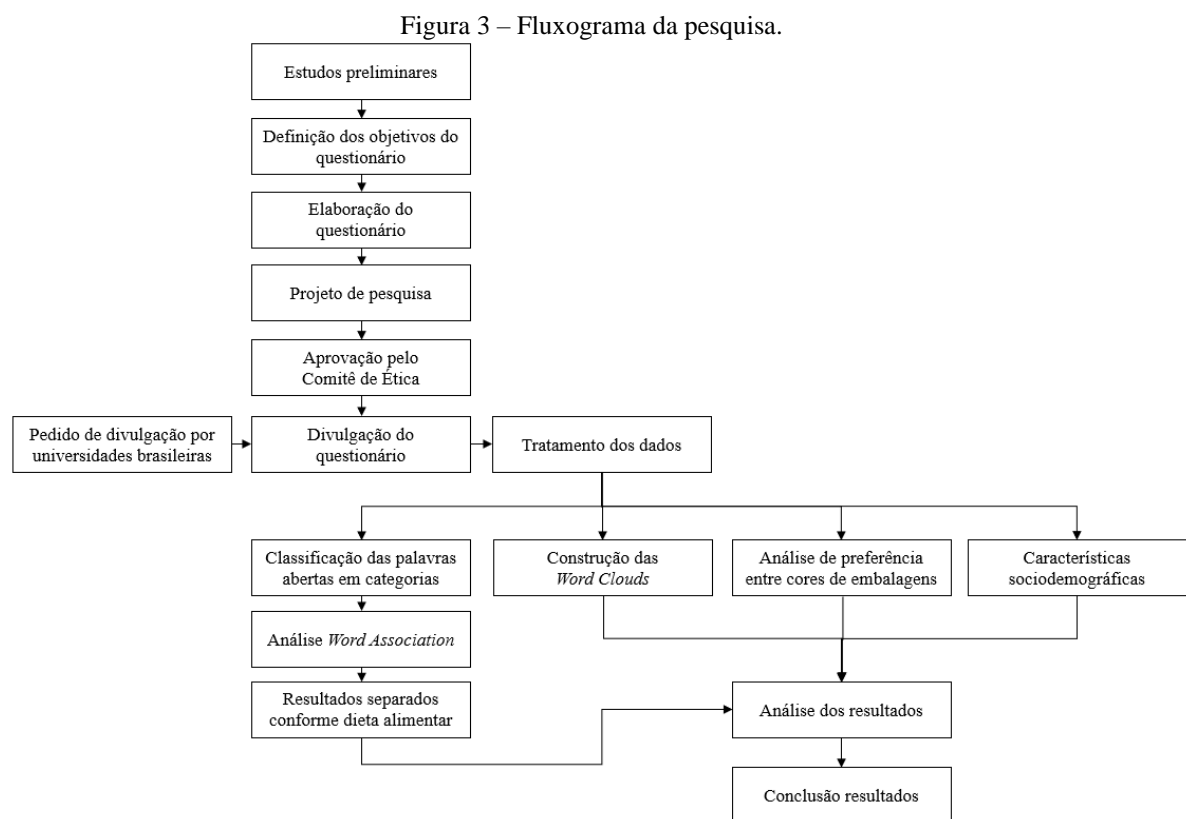 Figura 3 – Fluxograma da pesquisa.
Estudos preliminares
Definição dos objetivos do
questionário
Elaboração do
questionário
Projeto de pesquisa
Aprovação pelo
Comitê de Ética
Pedido de divulgação por
universidades brasileiras
Divulgação do
questionário
Tratamento dos dados
Classificação das palavras
abertas em categorias
Construção das
Word Clouds
Análise de preferência
entre cores de embalagens
Características
sociodemográficas
Análise Word Association
Resultados separados
conforme dieta alimentar
Análise dos resultados
Conclusão resultados